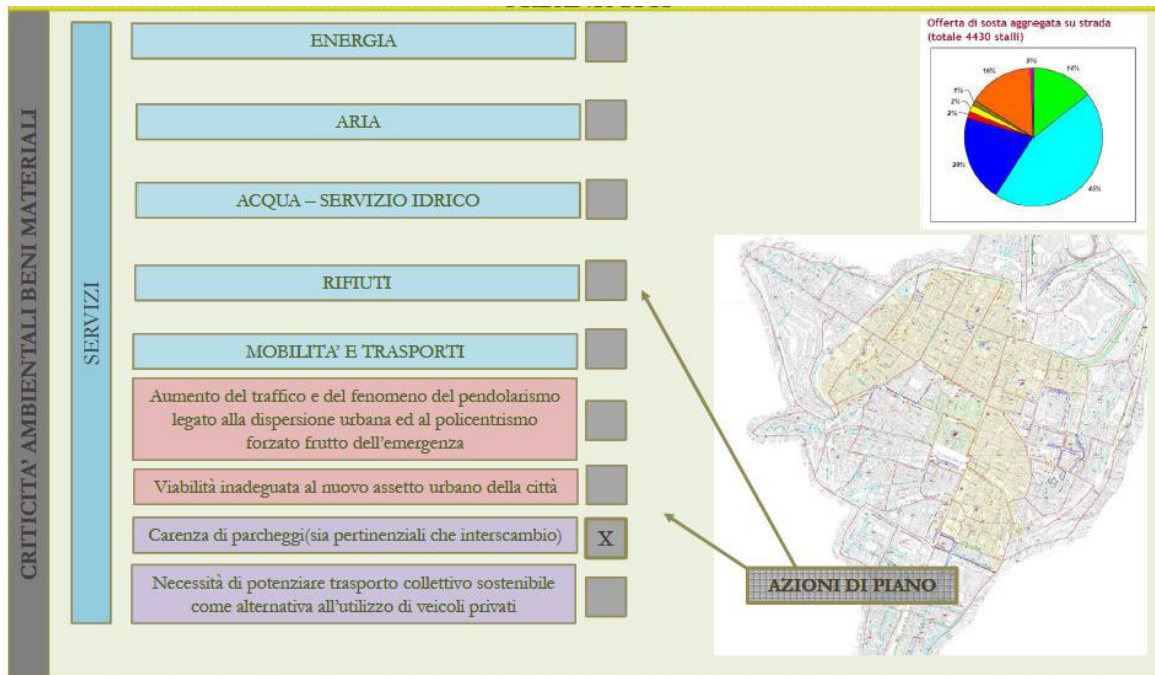 CRITICITA' AMBIENTALI BENI MATERIALI
SERVIZI
ENERGIA
ARIA
ACQUA – SERVIZIO IDRICO
RIFIUTI
MOBILITA' E TRASPORTI
Aumento del traffico e del fenomeno del pendolarismo
legato alla dispersione urbana ed al policentrismo
forzato frutto dell'emergenza
Viabilità inadeguata al nuovo assetto urbano della città
Carenza di parcheggi(sia pertinenziali che interscambio)
X
Necessità di potenziare trasporto collettivo sostenibile
come alternativa all'utilizzo di veicoli privati
Offerta di sosta aggregata su strada
(totale 4430 stalli)
14%
16%
1%
2%
2%
AZIONI DI PIANO